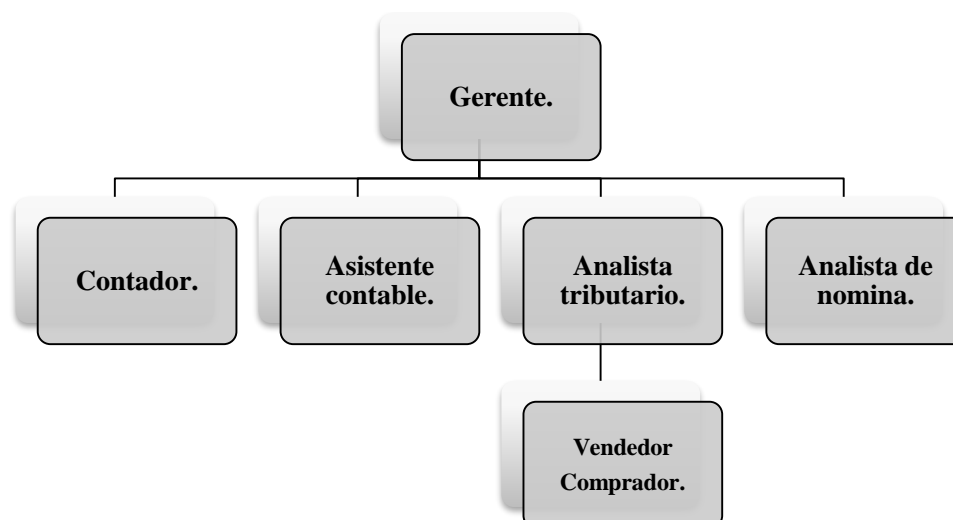 Gerente.
Contador.
Asistente
contable.
Analista
tributario.
Analista de
nomina.
Vendedor
Comprador.